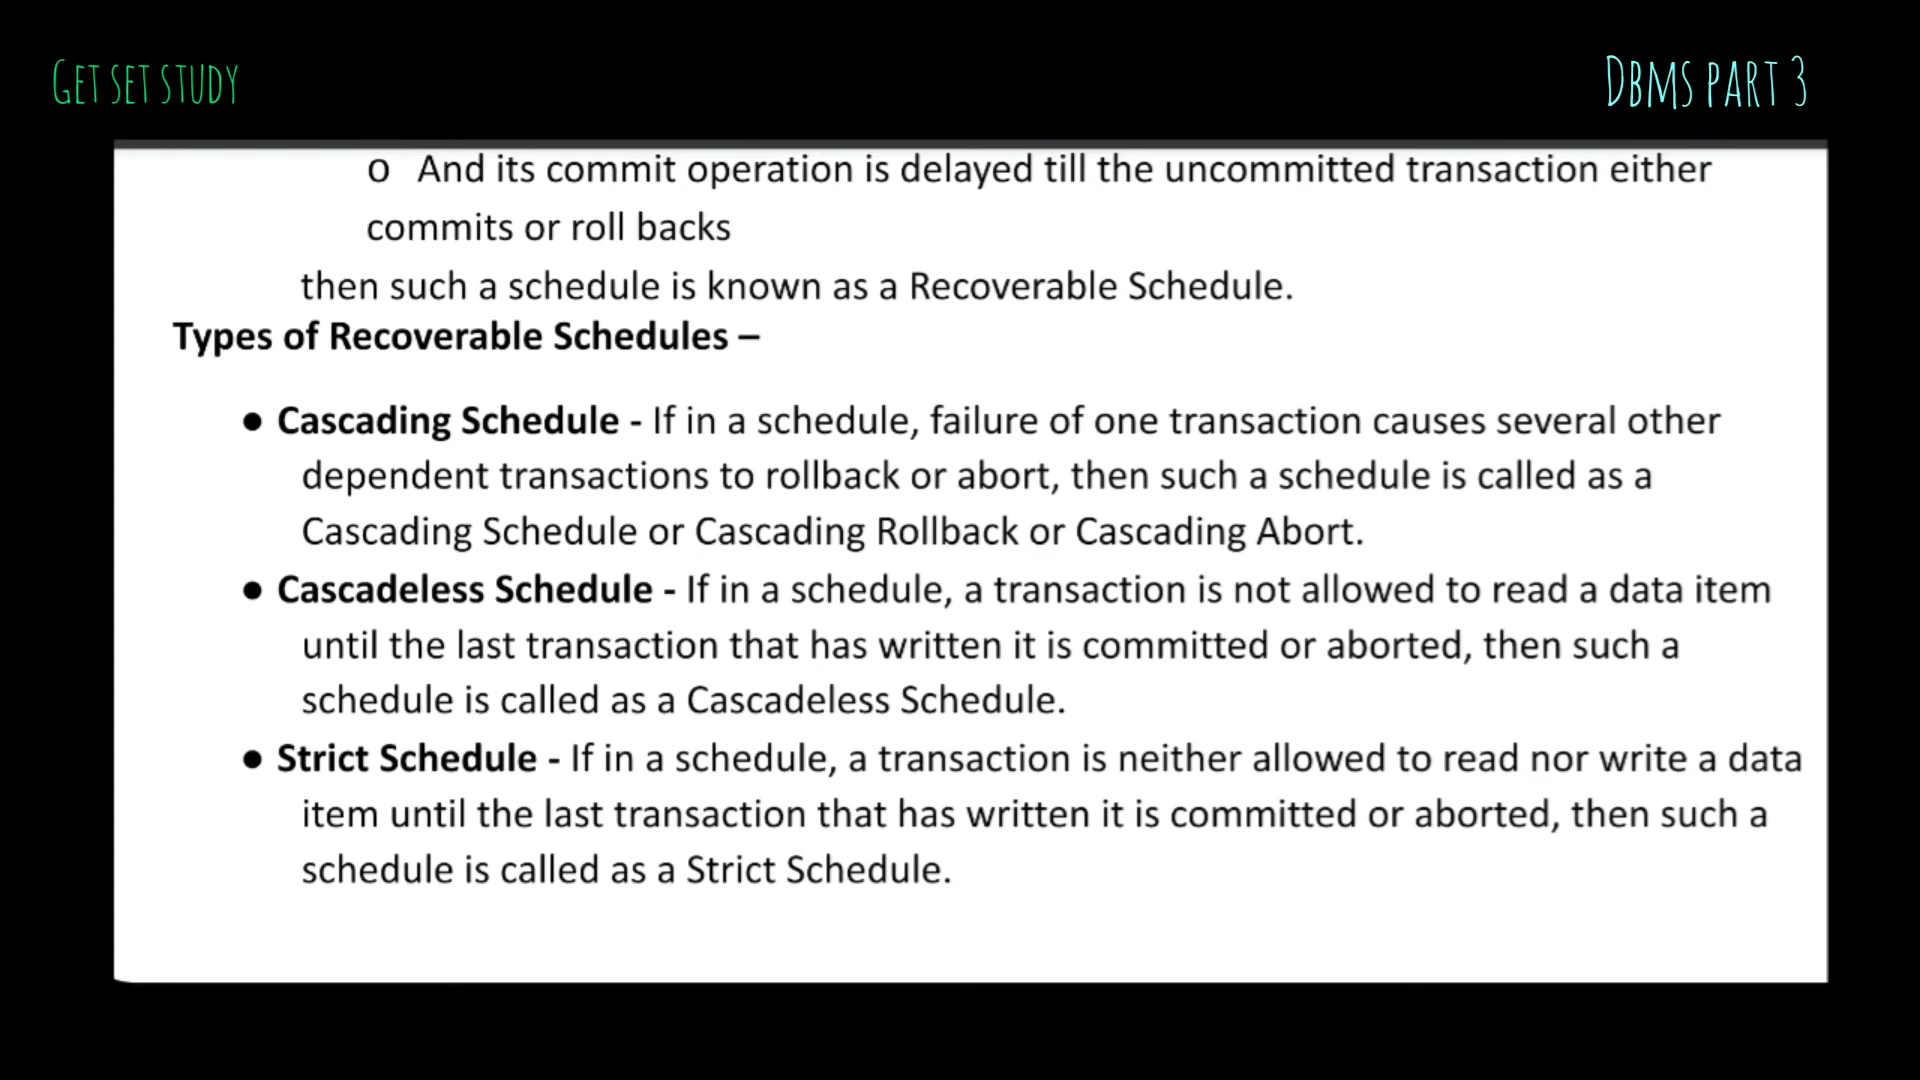 GET SET STUDY
DBMS PART 3
o And its commit operation is delayed till the uncommitted transaction either
commits or roll backs
then such a schedule is known as a Recoverable Schedule.
Types of Recoverable Schedules –
● Cascading Schedule - If in a schedule, failure of one transaction causes several other
dependent transactions to rollback or abort, then such a schedule is called as a
Cascading Schedule or Cascading Rollback or Cascading Abort.
● Cascadeless Schedule - If in a schedule, a transaction is not allowed to read a data item
until the last transaction that has written it is committed or aborted, then such a
schedule is called as a Cascadeless Schedule.
● Strict Schedule - If in a schedule, a transaction is neither allowed to read nor write a data
item until the last transaction that has written it is committed or aborted, then such a
schedule is called as a Strict Schedule.